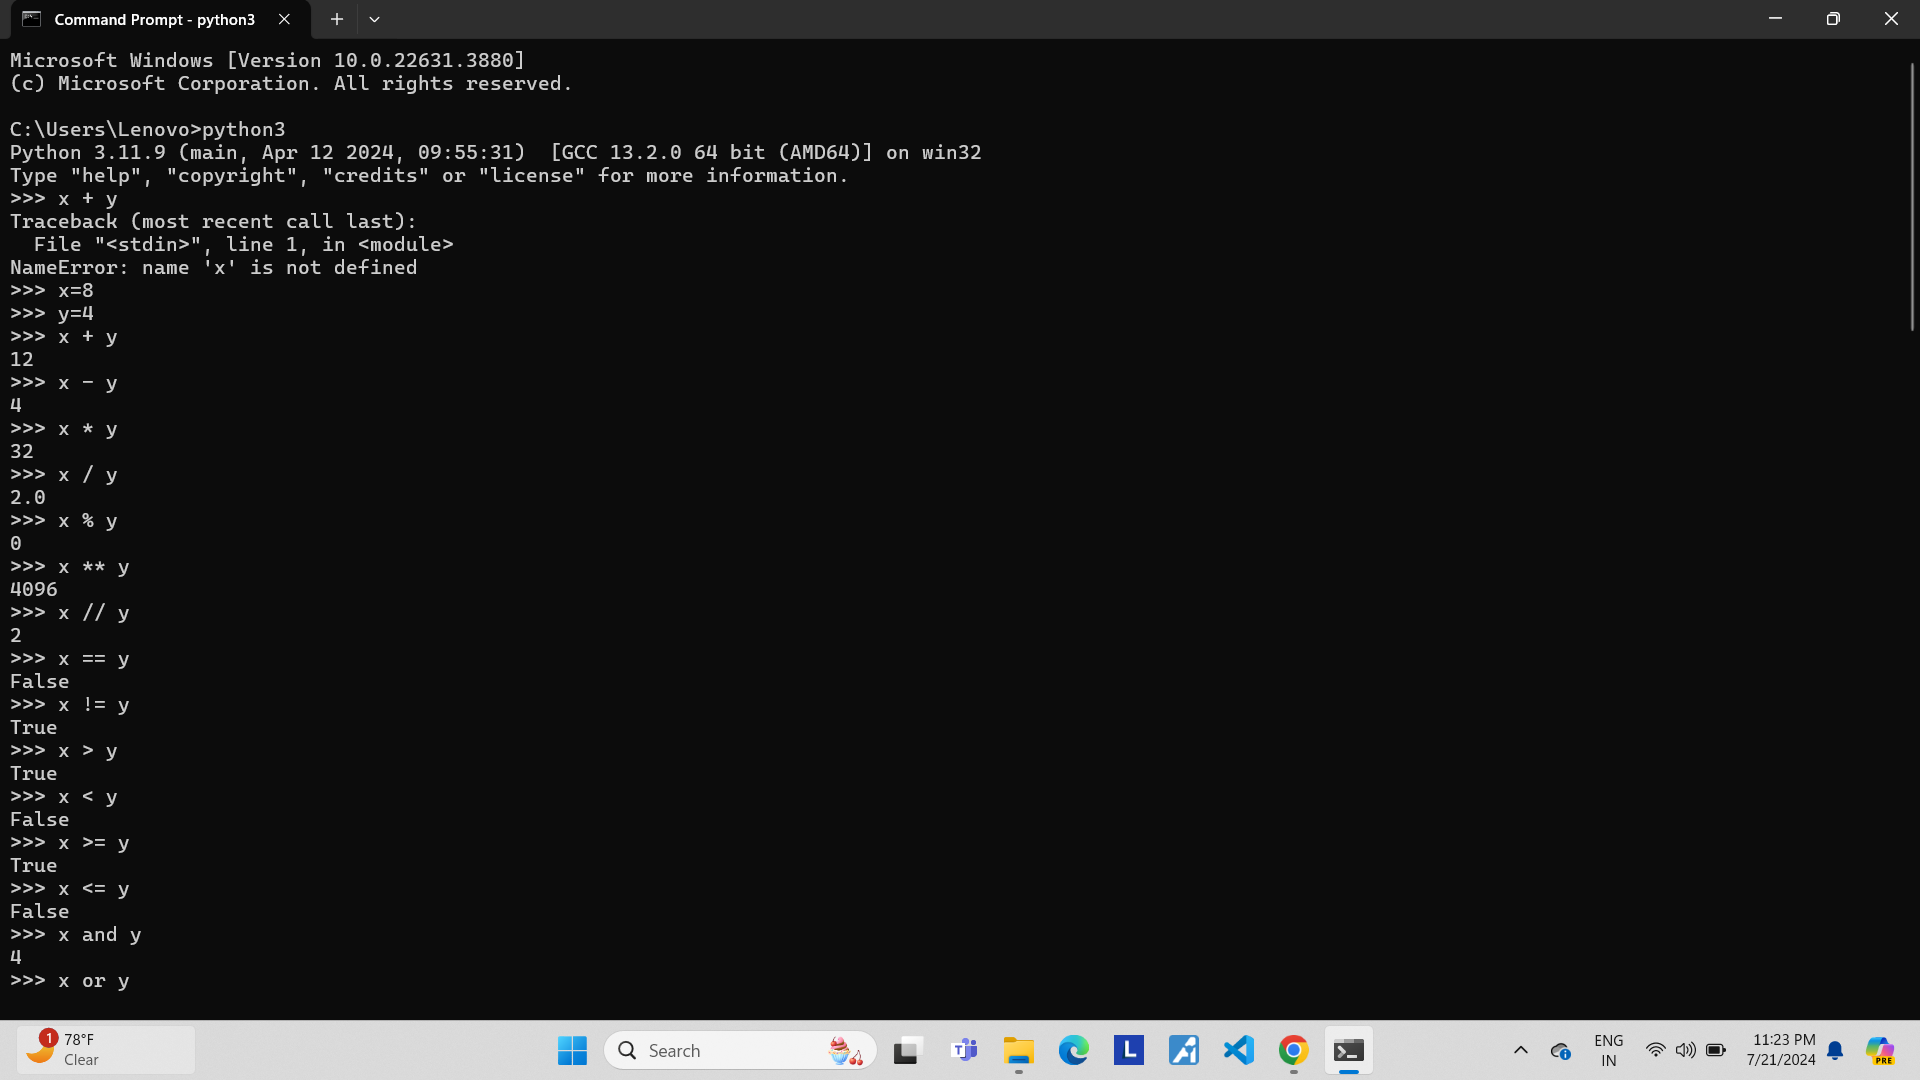 Command Prompt - python3
Microsoft Windows [Version 10.0.22631.3880]
(c) Microsoft Corporation. All rights reserved.
C:\Users\Lenovo>python3
Python 3.11.9 (main, Apr 12 2024, 09:55:31)  [GCC 13.2.0 64 bit (AMD64)] on win32
Type "help", "copyright", "credits" or "license" for more information.
>>> x + y
Traceback (most recent call last):
  File "<stdin>", line 1, in <module>
NameError: name 'x' is not defined
>>> x=8
>>> y=4
>>> x + y
12
>>> x - y
4
>>> x * y
32
>>> x / y
2.0
>>> x % y
0
>>> x ** y
4096
>>> x // y
2
>>> x == y
False
>>> x != y
True
>>> x > y
True
>>> x < y
False
>>> x >= y
True
>>> x <= y
False
>>> x and y
4
>>> x or y
1
78°F
Clear
Search
T
L
ENG
IN
11:23 PM
7/21/2024
PRE